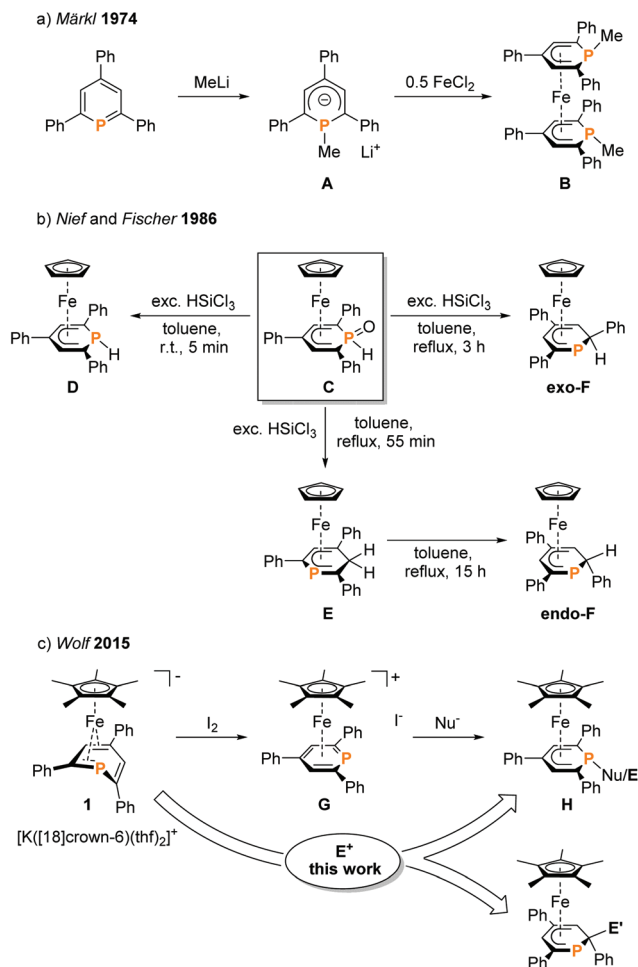 a) Märkl 1974
Ph
Ph
P
Ph
MeLi
Ph
⊖
Ph
P
Ph
Me
Li⁺
A
0.5 FeCl₂
Ph
Me
P
Ph
Ph
Fe
Ph
P
Ph
Me
Ph
B
b) Nief and Fischer 1986
Fe
Ph
Ph
P
H
Ph
D
exc. HSiCl₃
toluene,
r.t., 5 min
Fe
Ph
O
Ph
P
H
Ph
C
exc. HSiCl₃
toluene,
reflux, 3 h
Fe
Ph
Ph
Ph
P
H
exo-F
exc. HSiCl₃
toluene,
reflux, 55 min
Fe
Ph
H
Ph
P
H
Ph
E
toluene,
reflux, 15 h
Fe
Ph
H
Ph
P
Ph
endo-F
c) Wolf 2015
-
Fe
Ph
Ph
P
Ph
1
[K([18]crown-6)(thf)₂]⁺
I₂
+
Fe
Ph
Ph
P
Ph
G
I⁻
Nu⁻
Fe
Ph
Ph
P
Nu/E
Ph
H
E⁺
this work
Fe
Ph
E'
Ph
P
Ph